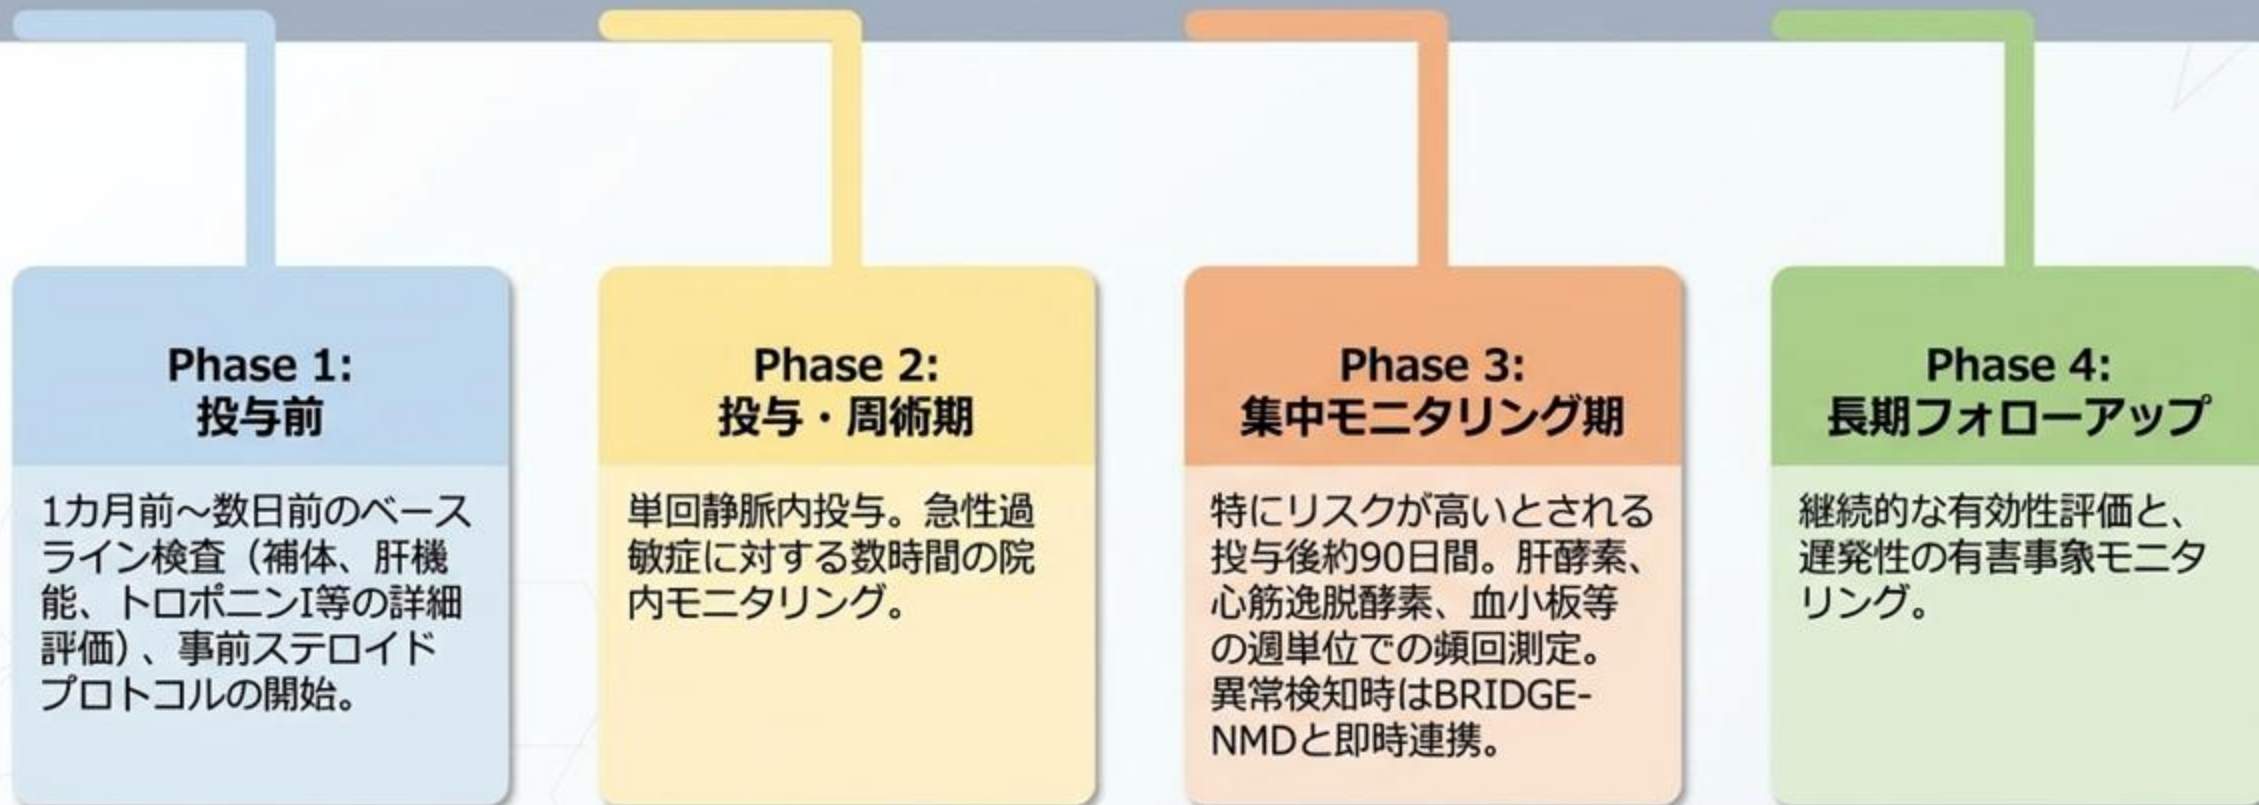 Phase 1:
投与前
1カ月前～数日前のベース
ライン検査（補体、肝機
能、トロポニンI等の詳細
評価）、事前ステロイド
プロトコルの開始。
Phase 2:
投与・周術期
単回静脈内投与。急性過
敏症に対する数時間の院
内モニタリング。
Phase 3:
集中モニタリング期
特にリスクが高いとされる
投与後約90日間。肝酵素、
心筋逸脱酵素、血小板等
の週単位での頻回測定。
異常検知時はBRIDGE-
NMDと即時連携。
Phase 4:
長期フォローアップ
継続的な有効性評価と、
遅発性の有害事象モニタ
リング。